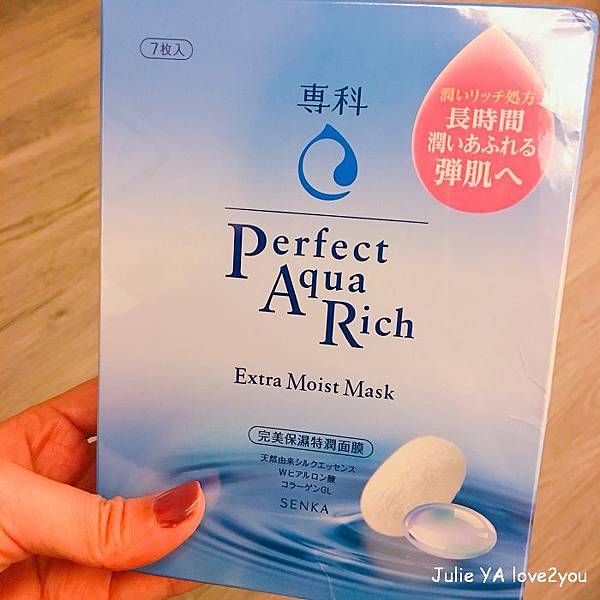 7枚入
専科
潤いリッチ処方
長時間
潤いあふれる
弾肌へ
Perfect
Aqua
Rich
Extra Moist Mask
完美保濕特潤面膜
天然由来シルクエッセンス
Wヒアルロン酸
コラーゲンGL
SENKA
Julie YA love2you